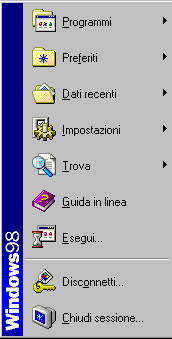 Programmi
Preferiti
Dati recenti
Impostazioni
Trova
Guida in linea
Esegui...
Disconnetti...
Chiudi sessione...
Windows98